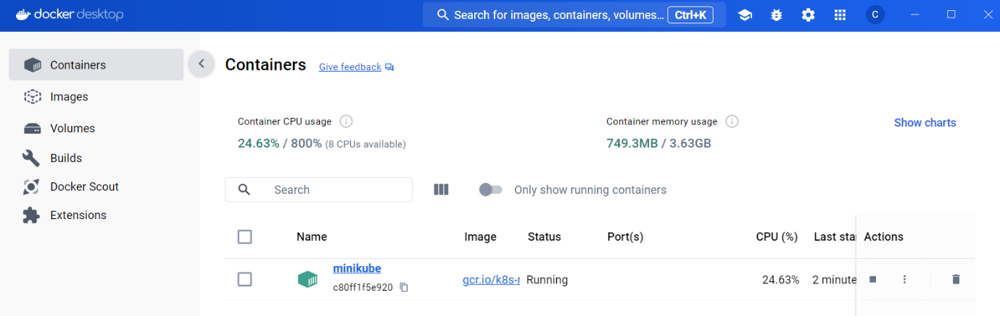 docker desktop
Search for images, containers, volumes... Ctrl+K
C
Containers
Images
Volumes
Builds
Docker Scout
Extensions
Containers Give feedback
Container CPU usage
24.63% / 800% (8 CPUs available)
Container memory usage
749.3MB / 3.63GB
Show charts
Search
Only show running containers
Name Image Status Port(s) CPU (%) Last sta Actions
minikube
c80ff1f5e920
gcr.io/k8s-r Running 24.63% 2 minute